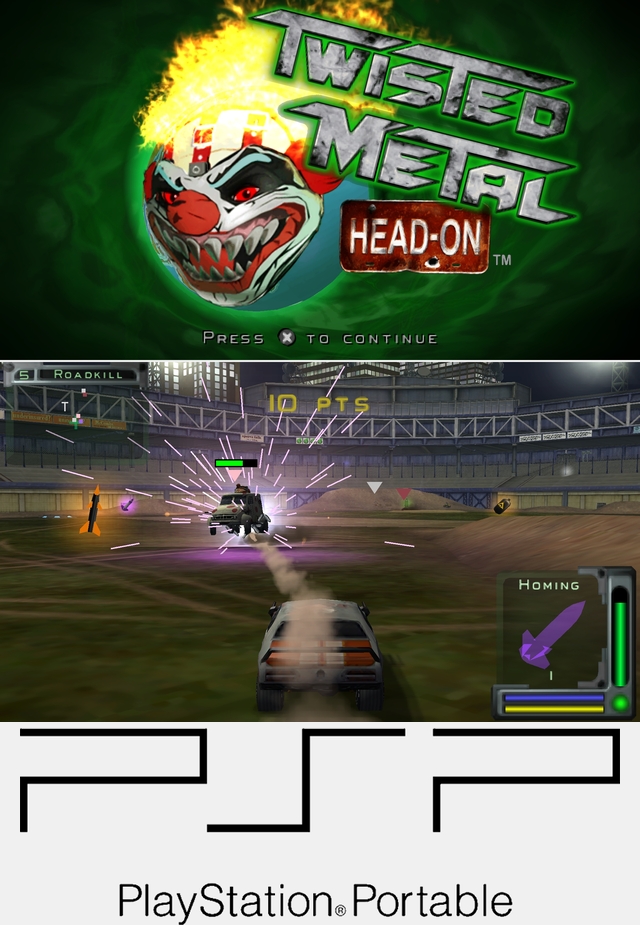 TWISTED
METAL
HEAD-ON
TM
PRESS X TO CONTINUE
5 ROADKILL
10 PTS
T
HOMING
1
PSP
PlayStation®Portable